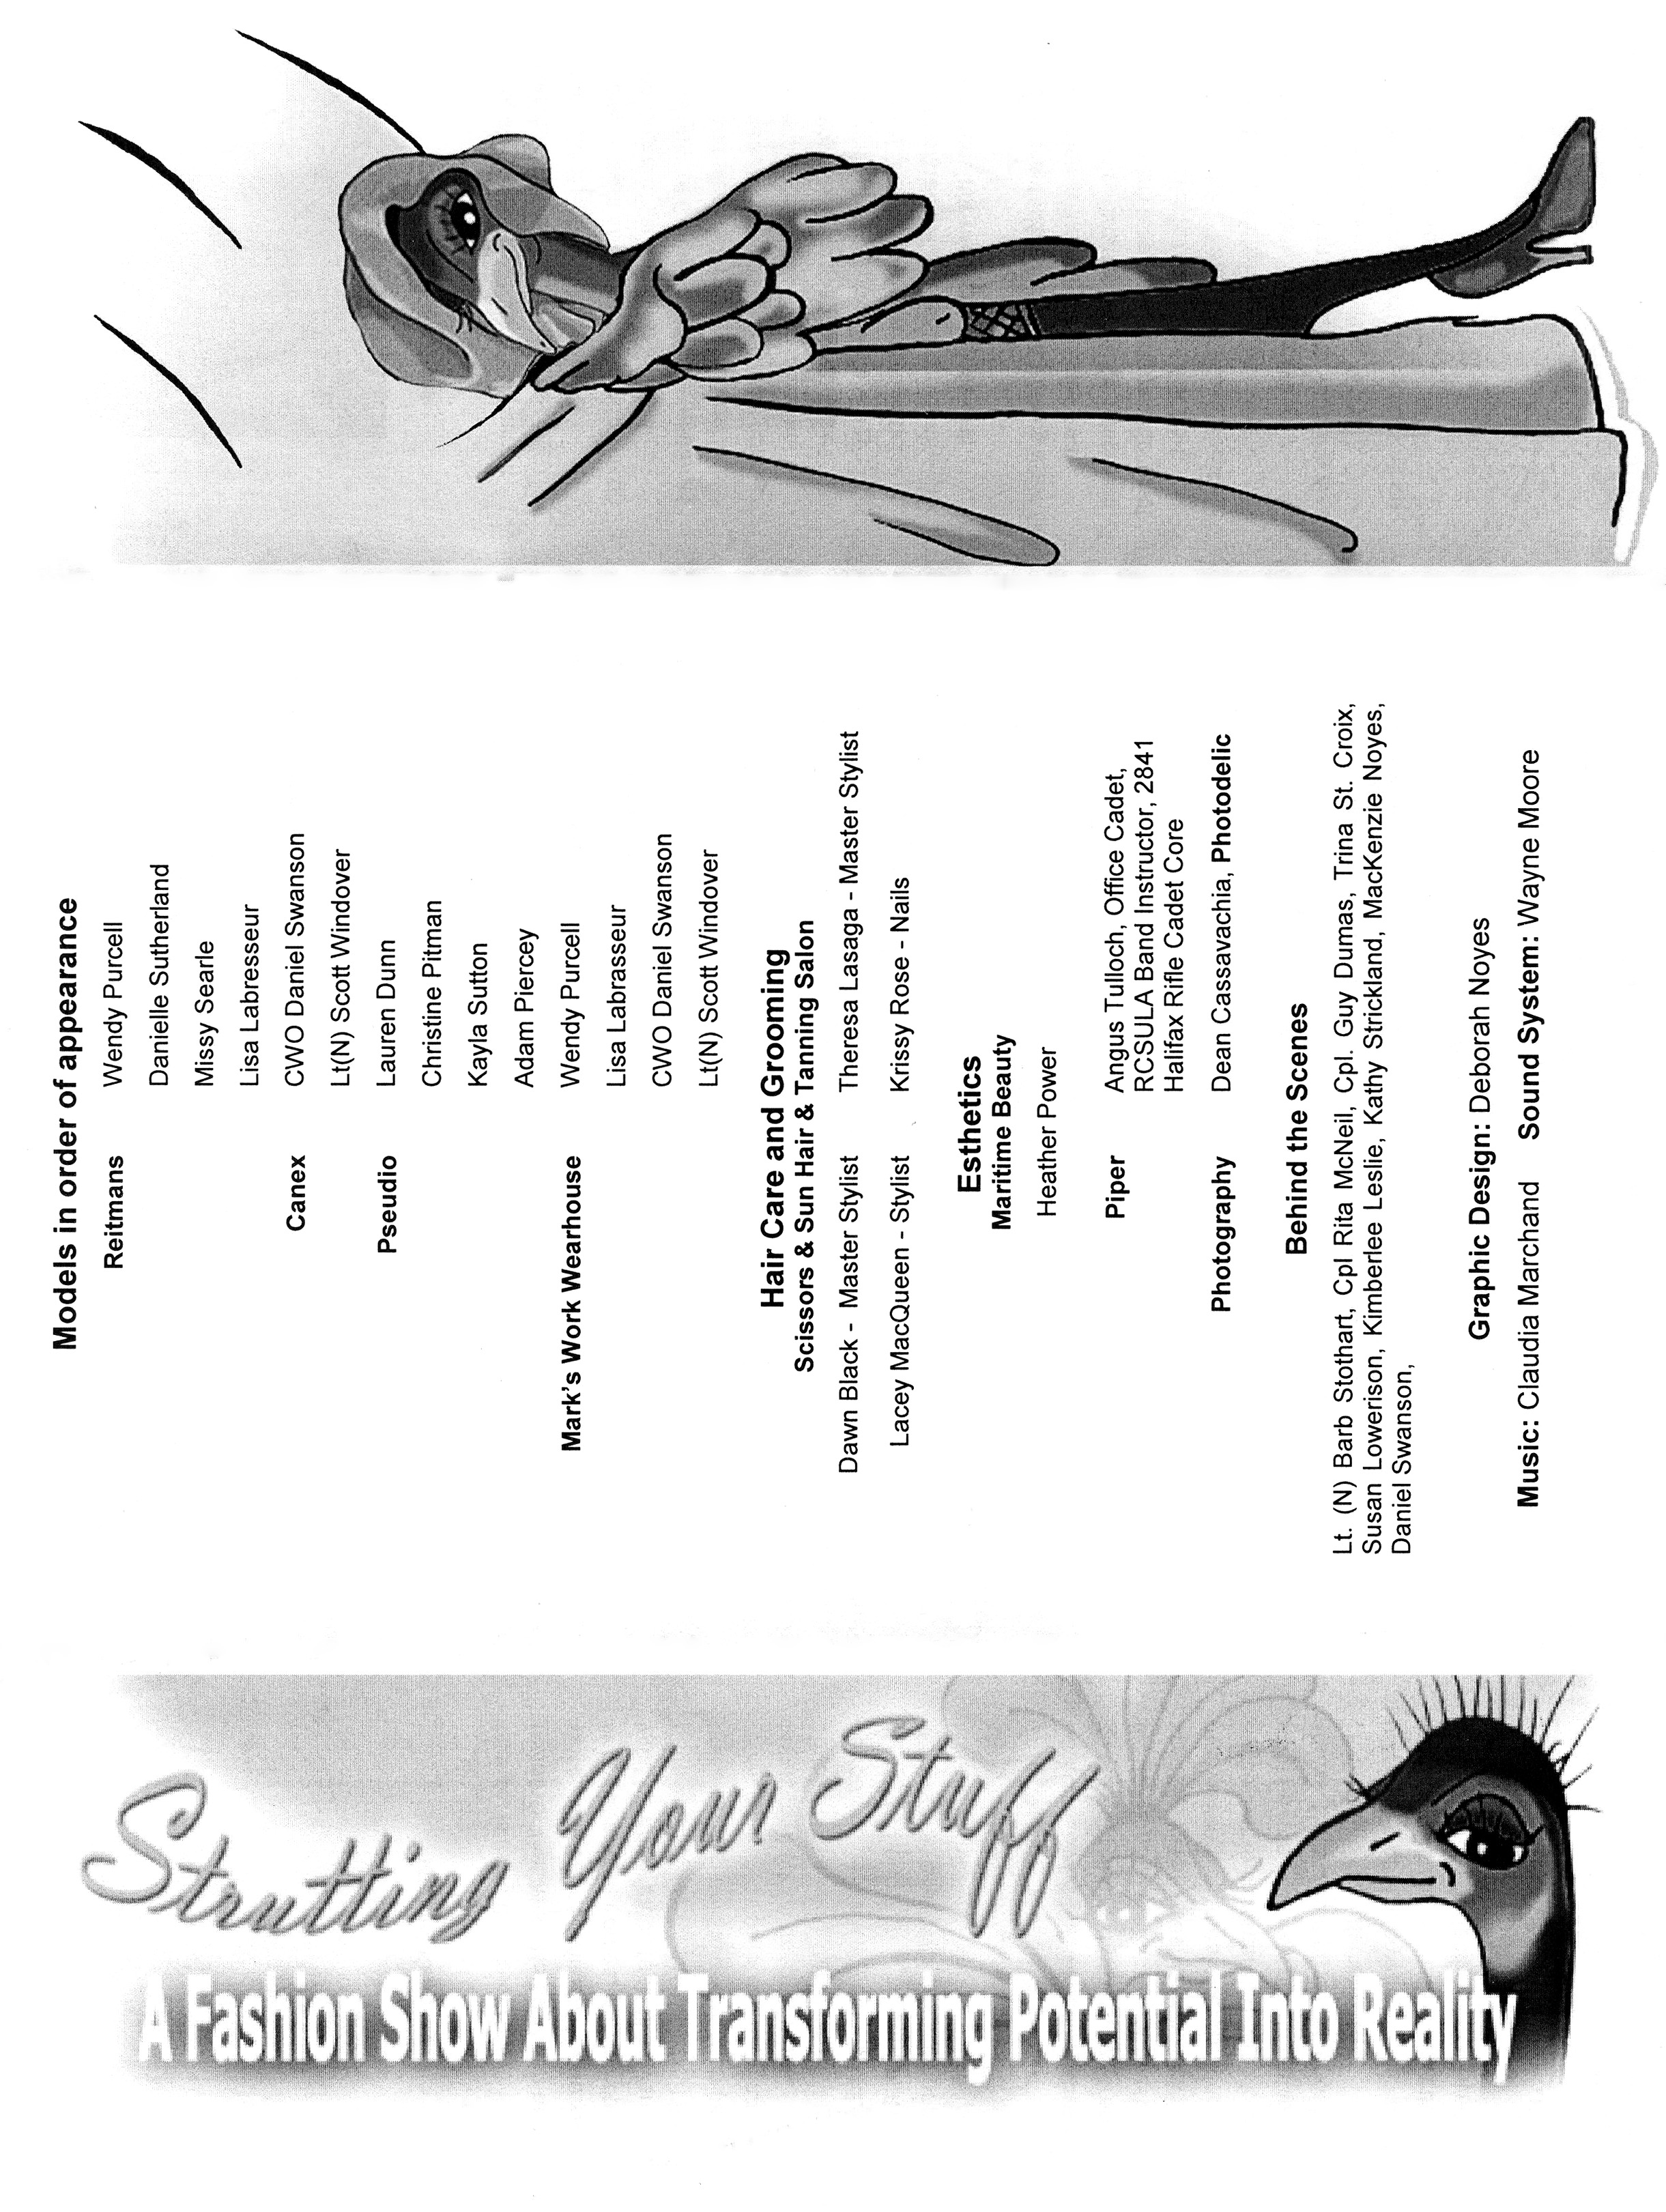 Strutting Your Stuff
A Fashion Show About Transforming Potential Into Reality
Models in order of appearance
Reitmans Wendy Purcell
Danielle Sutherland
Missy Searle
Lisa Labresseur
Canex CWO Daniel Swanson
Lt(N) Scott Windover
Pseudio Lauren Dunn
Christine Pitman
Kayla Sutton
Adam Piercey
Mark's Work Wearhouse Wendy Purcell
Lisa Labrasseur
CWO Daniel Swanson
Lt(N) Scott Windover
Hair Care and Grooming
Scissors & Sun Hair & Tanning Salon
Dawn Black - Master Stylist Theresa Lasaga - Master Stylist
Lacey MacQueen - Stylist Krissy Rose - Nails
Esthetics
Maritime Beauty
Heather Power
Piper Angus Tulloch, Office Cadet,
RCSULA Band Instructor, 2841
Halifax Rifle Cadet Core
Photography Dean Cassavachia, Photodelic
Behind the Scenes
Lt. (N) Barb Stothart, Cpl Rita McNeil, Cpl. Guy Dumas, Trina St. Croix,
Susan Lowerison, Kimberlee Leslie, Kathy Strickland, MacKenzie Noyes,
Daniel Swanson,
Graphic Design: Deborah Noyes
Music: Claudia Marchand Sound System: Wayne Moore